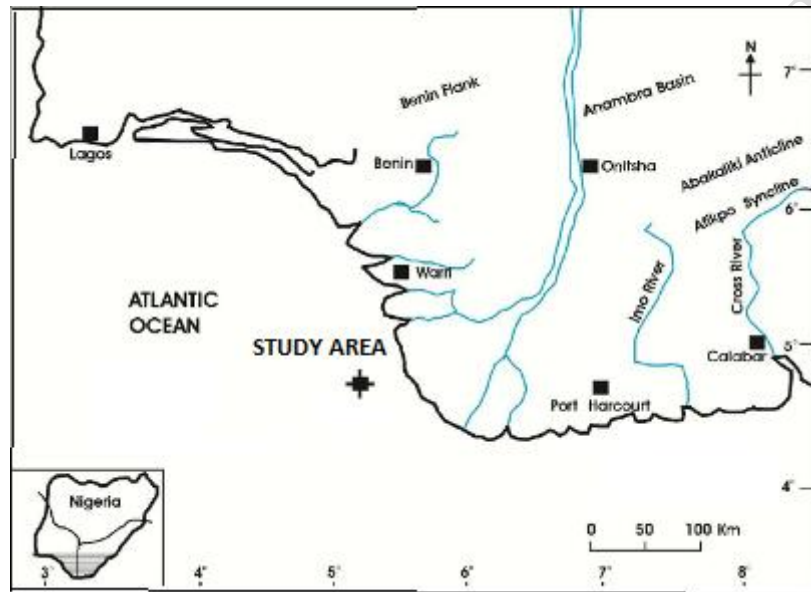 N
7°
Benin Flank
Anambra Basin
Lagos
Benin
Onitsha
Abakaliki Anticline
Afikpo Syncline
6°
Warri
Imo River
Cross River
ATLANTIC
OCEAN
STUDY AREA
5°
Calabar
Port Harcourt
4°
Nigeria
0 50 100 Km
3° 4° 5° 6° 7° 8°